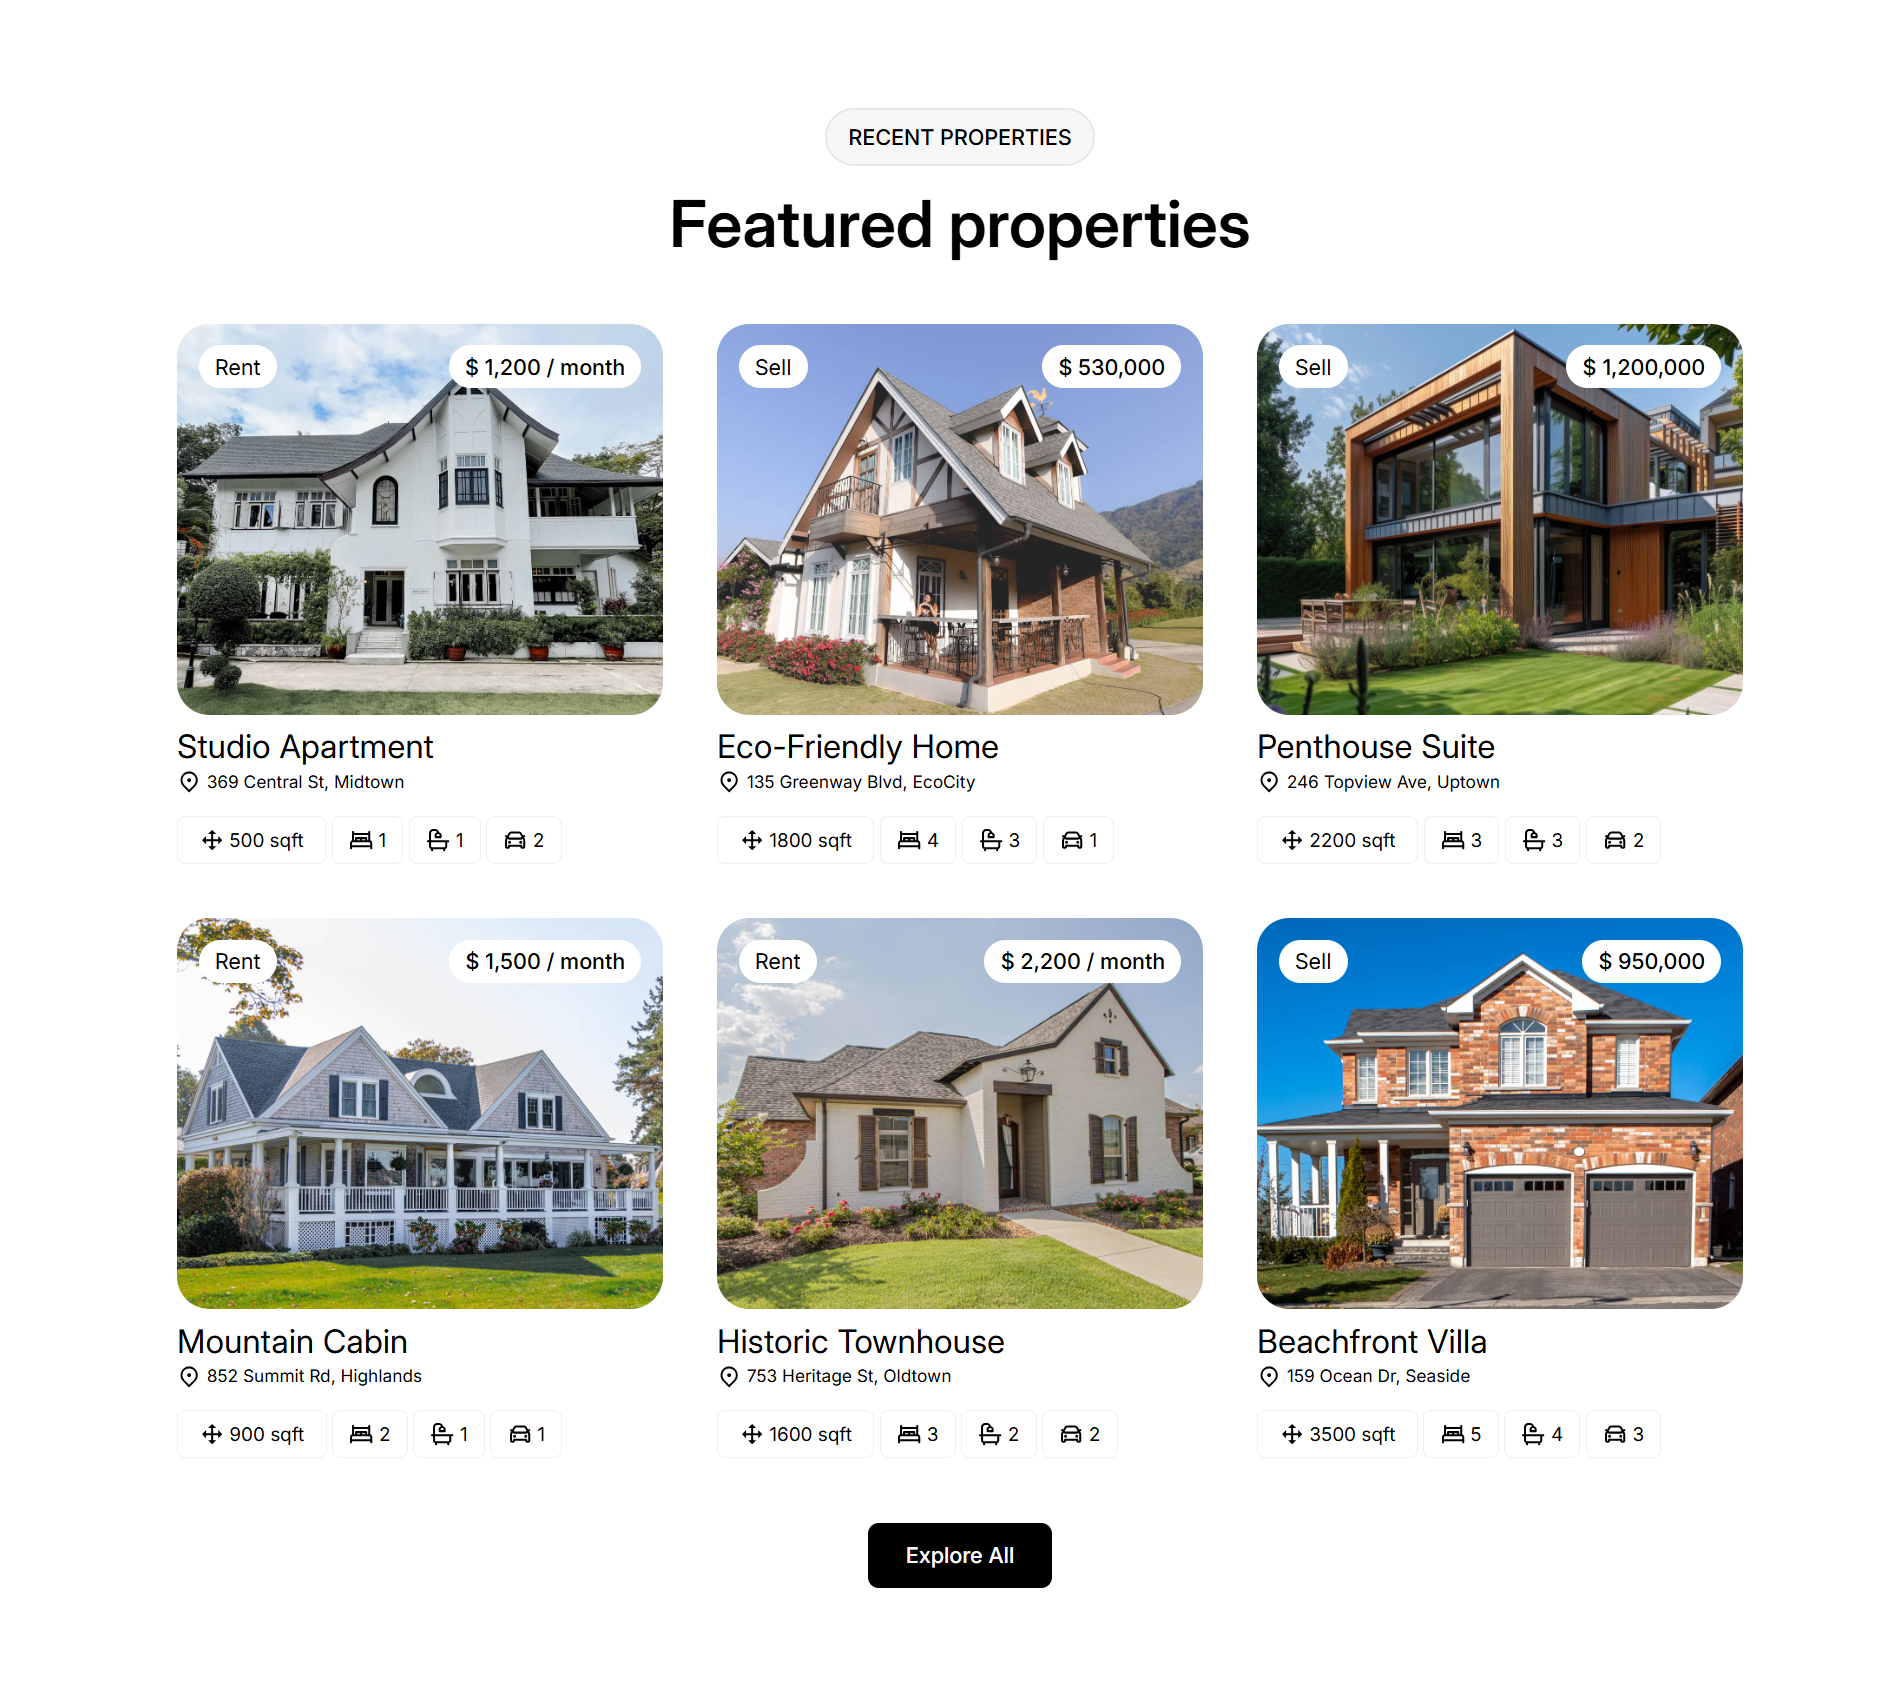 RECENT PROPERTIES
Featured properties
Rent
$ 1,200 / month
Sell
$ 530,000
Sell
$ 1,200,000
Studio Apartment
369 Central St, Midtown
500 sqft
1
1
2
Eco-Friendly Home
135 Greenway Blvd, EcoCity
1800 sqft
4
3
1
Penthouse Suite
246 Topview Ave, Uptown
2200 sqft
3
3
2
Rent
$ 1,500 / month
Rent
$ 2,200 / month
Sell
$ 950,000
Mountain Cabin
852 Summit Rd, Highlands
900 sqft
2
1
1
Historic Townhouse
753 Heritage St, Oldtown
1600 sqft
3
2
2
Beachfront Villa
159 Ocean Dr, Seaside
3500 sqft
5
4
3
Explore All